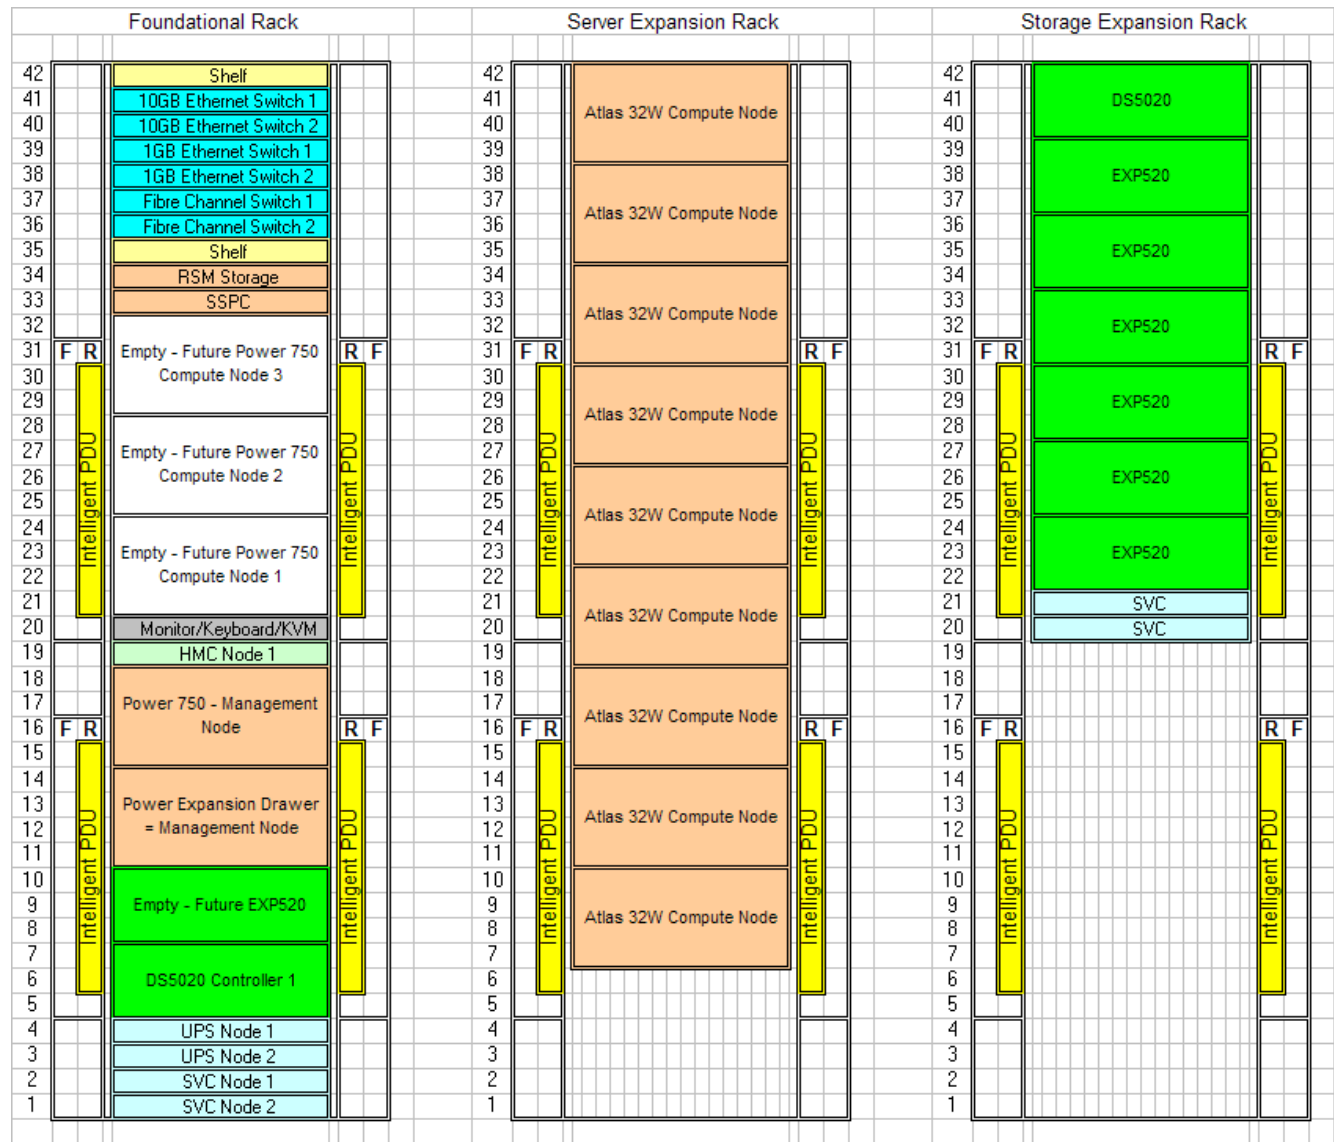 Foundational Rack
Server Expansion Rack
Storage Expansion Rack
42 Shelf
41 10GB Ethernet Switch 1
40 10GB Ethernet Switch 2
39 1GB Ethernet Switch 1
38 1GB Ethernet Switch 2
37 Fibre Channel Switch 1
36 Fibre Channel Switch 2
35 Shelf
34 RSM Storage
33 SSPC
32
31 F R Empty - Future Power 750 R F
30 Compute Node 3
29
28
27 Empty - Future Power 750
26 Compute Node 2
25
24
23 Empty - Future Power 750
22 Compute Node 1
21
Intelligent PDU
Intelligent PDU
20 Monitor/Keyboard/KVM
19 HMC Node 1
18
17 Power 750 - Management
16 F R Node R F
15
14
13 Power Expansion Drawer
12 = Management Node
11
10
9 Empty - Future EXP520
8
7
6 DS5020 Controller 1
5
Intelligent PDU
Intelligent PDU
4 UPS Node 1
3 UPS Node 2
2 SVC Node 1
1 SVC Node 2
42
41
Atlas 32W Compute Node
40
39
38
37
Atlas 32W Compute Node
36
35
34
33
Atlas 32W Compute Node
32
31 F R R F
30
29
Atlas 32W Compute Node
28
27
26
25
Atlas 32W Compute Node
24
23
22
21
Atlas 32W Compute Node
20
Intelligent PDU
Intelligent PDU
19
18
17
Atlas 32W Compute Node
16 F R R F
15
14
13
Atlas 32W Compute Node
12
11
10
9
Atlas 32W Compute Node
8
7
6
5
Intelligent PDU
Intelligent PDU
4
3
2
1
42
41 DS5020
40
39
38 EXP520
37
36
35 EXP520
34
33
32 EXP520
31 F R R F
30
29 EXP520
28
27
26 EXP520
25
24
23 EXP520
22
21 SVC
20 SVC
Intelligent PDU
Intelligent PDU
19
18
17
16 F R R F
15
14
13
12
11
10
9
8
7
6
5
Intelligent PDU
Intelligent PDU
4
3
2
1